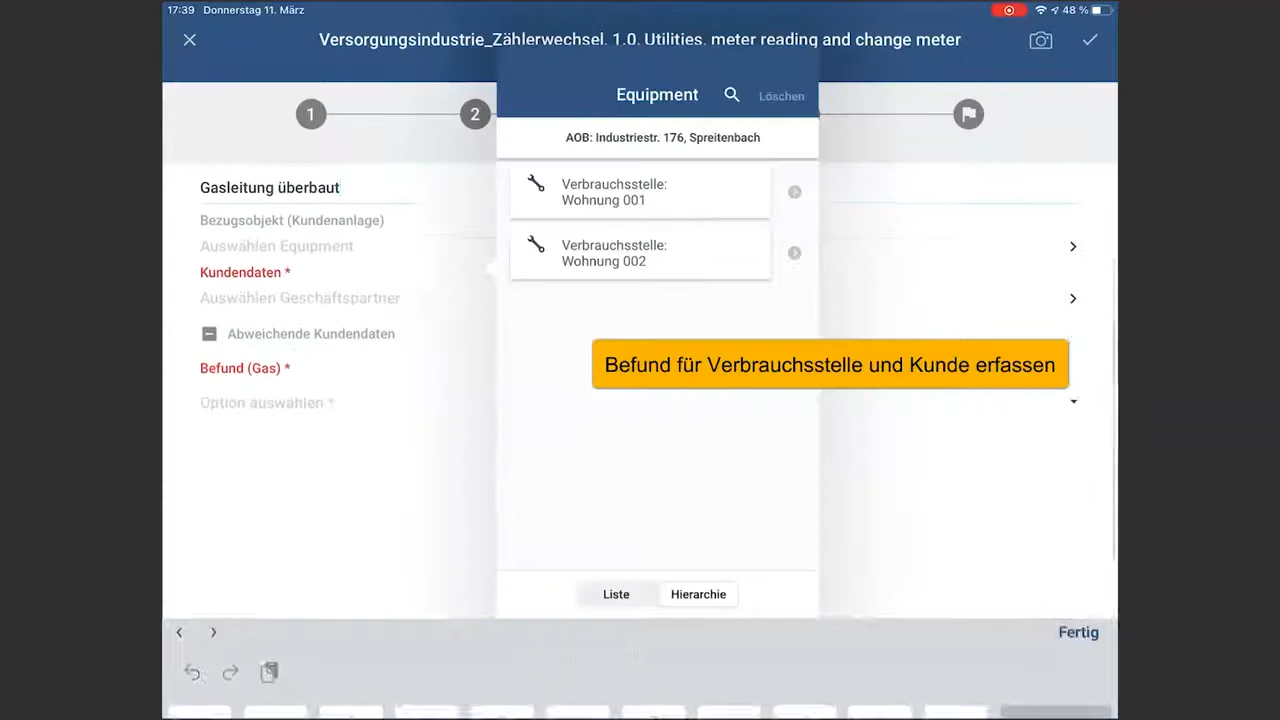 17:39 Donnerstag 11. März
48 %
Versorgungsindustrie_Zählerwechsel, 1.0, Utilities, meter reading and change meter
Equipment
Löschen
1
2
AOB: Industriestr. 176, Spreitenbach
Verbrauchsstelle:
Wohnung 001
Verbrauchsstelle:
Wohnung 002
Gasleitung überbaut
Bezugsobjekt (Kundenanlage)
Auswählen Equipment
Kundendaten *
Auswählen Geschäftspartner
Abweichende Kundendaten
Befund (Gas) *
Option auswählen *
Befund für Verbrauchsstelle und Kunde erfassen
Liste
Hierarchie
Fertig